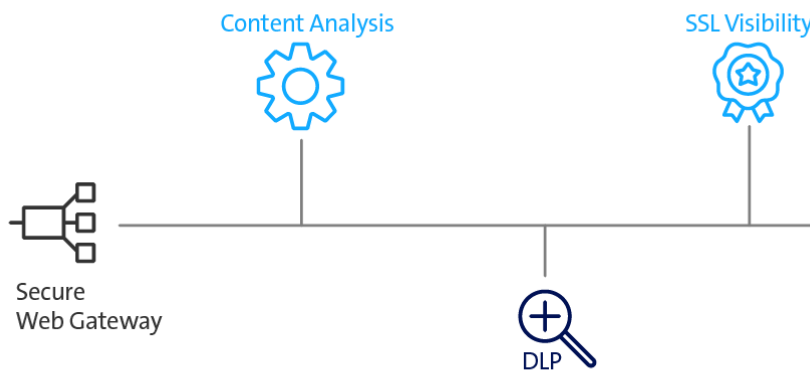 Content Analysis
SSL Visibility
Secure
Web Gateway
DLP